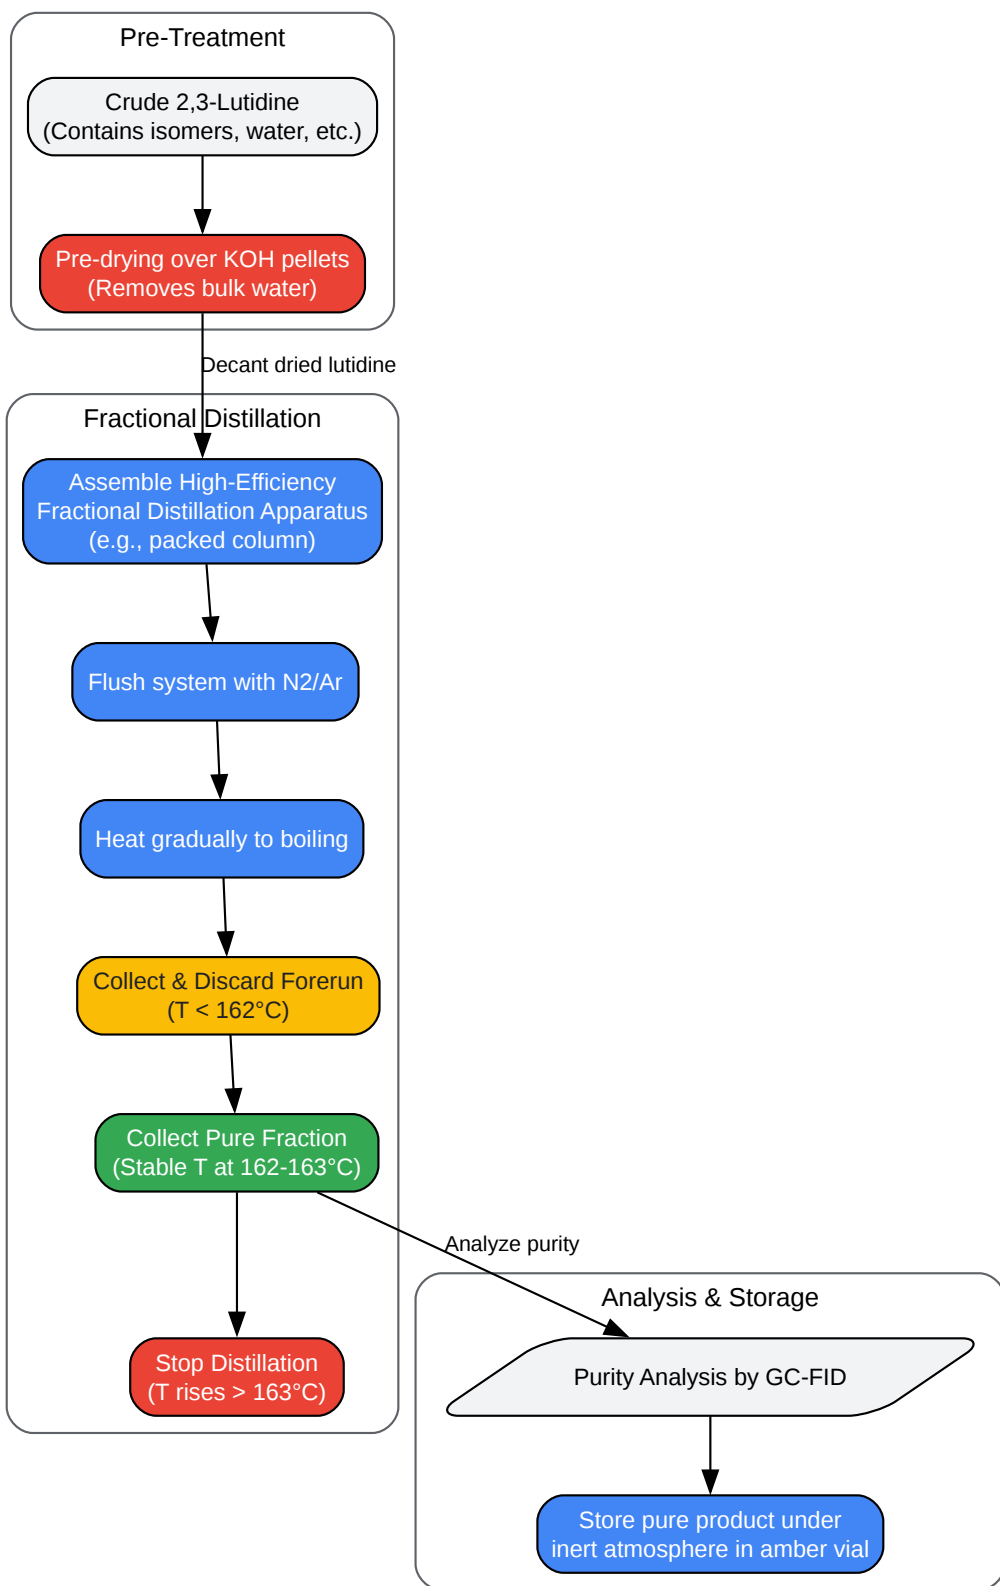 Pre-Treatment
Crude 2,3-Lutidine
(Contains isomers, water, etc.)
Pre-drying over KOH pellets
(Removes bulk water)
Decant dried lutidine
Fractional Distillation
Assemble High-Efficiency
Fractional Distillation Apparatus
(e.g., packed column)
Flush system with N2/Ar
Heat gradually to boiling
Collect & Discard Forerun
(T < 162°C)
Collect Pure Fraction
(Stable T at 162-163°C)
Stop Distillation
(T rises > 163°C)
Analyze purity
Analysis & Storage
Purity Analysis by GC-FID
Store pure product under
inert atmosphere in amber vial